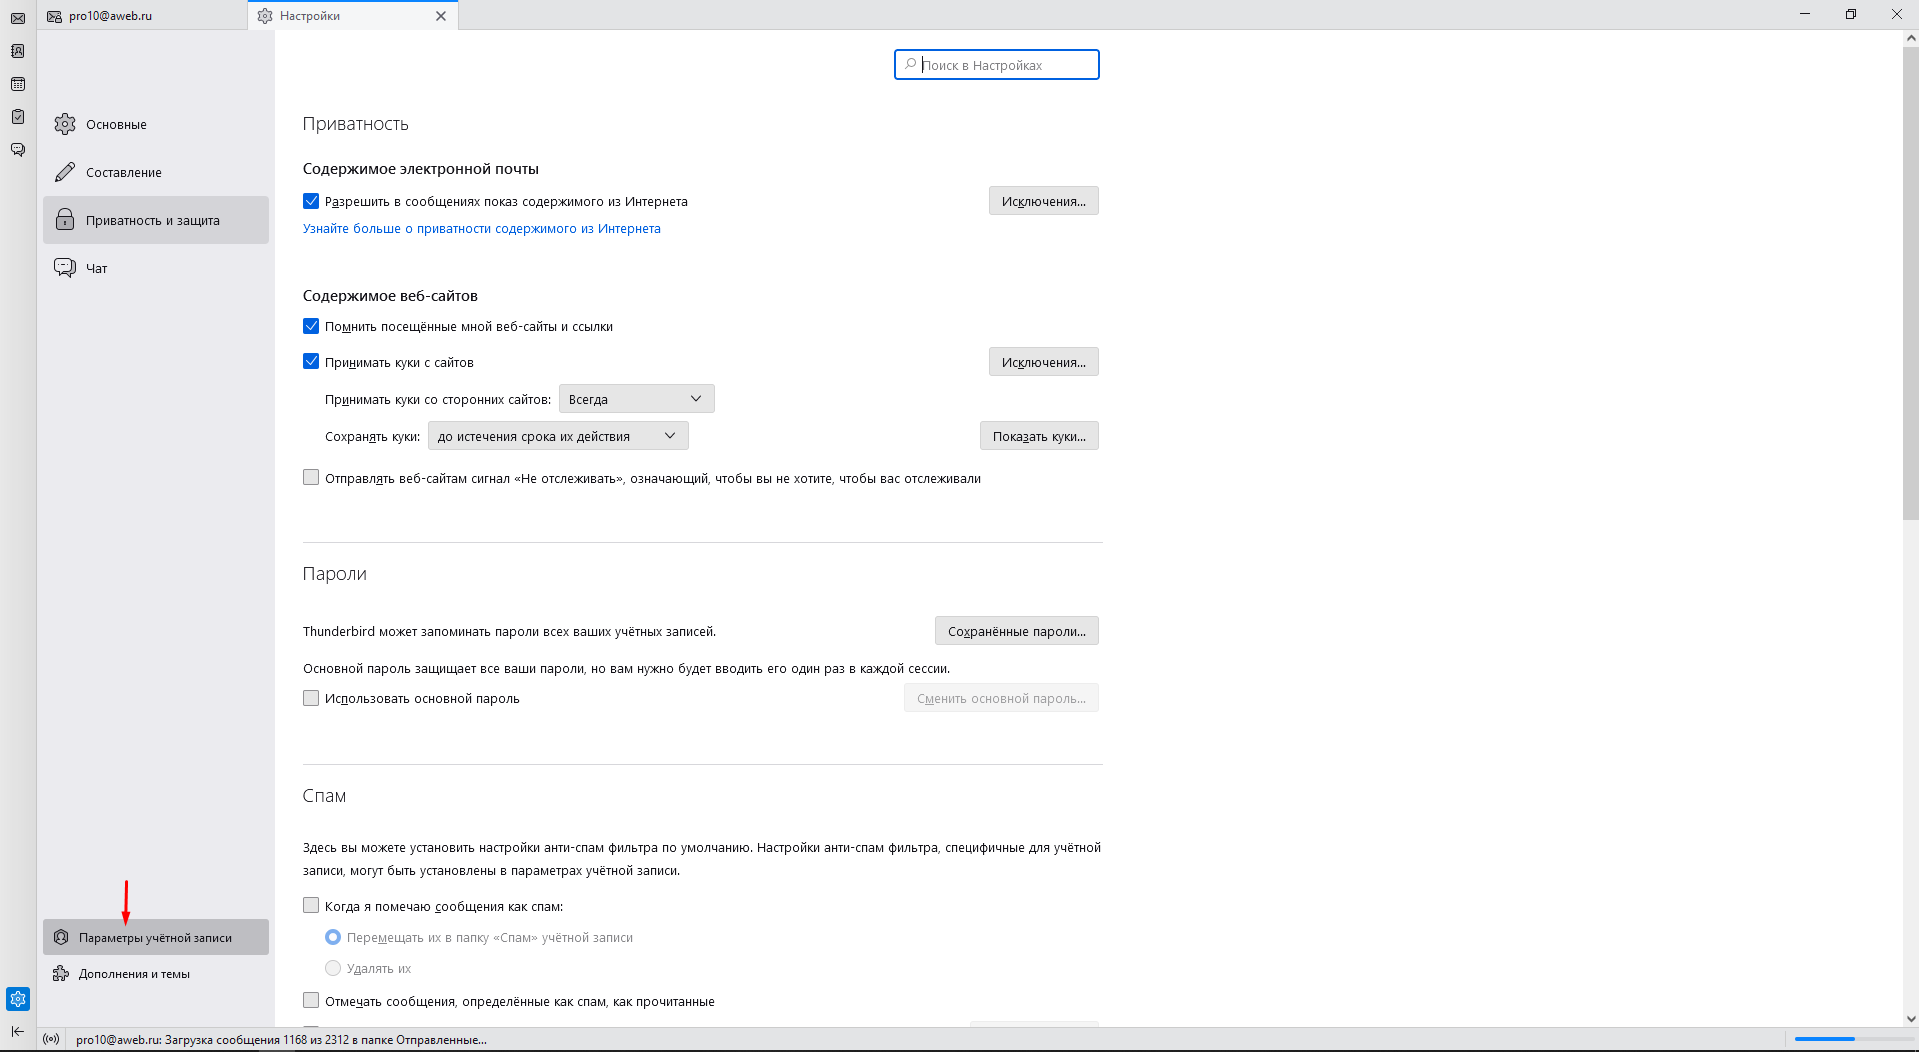 pro10@aweb.ru
Настройки
Поиск в Настройках
Основные
Составление
Приватность и защита
Чат
Приватность
Содержимое электронной почты
Разрешить в сообщениях показ содержимого из Интернета
Исключения...
Узнайте больше о приватности содержимого из Интернета
Содержимое веб-сайтов
Помнить посещённые мной веб-сайты и ссылки
Принимать куки с сайтов
Исключения...
Принимать куки со сторонних сайтов:
Всегда
Сохранять куки:
до истечения срока их действия
Показать куки...
Отправлять веб-сайтам сигнал «Не отслеживать», означающий, чтобы вы не хотите, чтобы вас отслеживали
Пароли
Thunderbird может запоминать пароли всех ваших учётных записей.
Сохранённые пароли...
Основной пароль защищает все ваши пароли, но вам нужно будет вводить его один раз в каждой сессии.
Использовать основной пароль
Сменить основной пароль...
Спам
Здесь вы можете установить настройки анти-спам фильтра по умолчанию. Настройки анти-спам фильтра, специфичные для учётной
записи, могут быть установлены в параметрах учётной записи.
Когда я помечаю сообщения как спам:
Перемещать их в папку «Спам» учётной записи
Удалять их
Отмечать сообщения, определённые как спам, как прочитанные
Параметры учётной записи
Дополнения и темы
pro10@aweb.ru: Загрузка сообщения 1168 из 2312 в папке Отправленные...